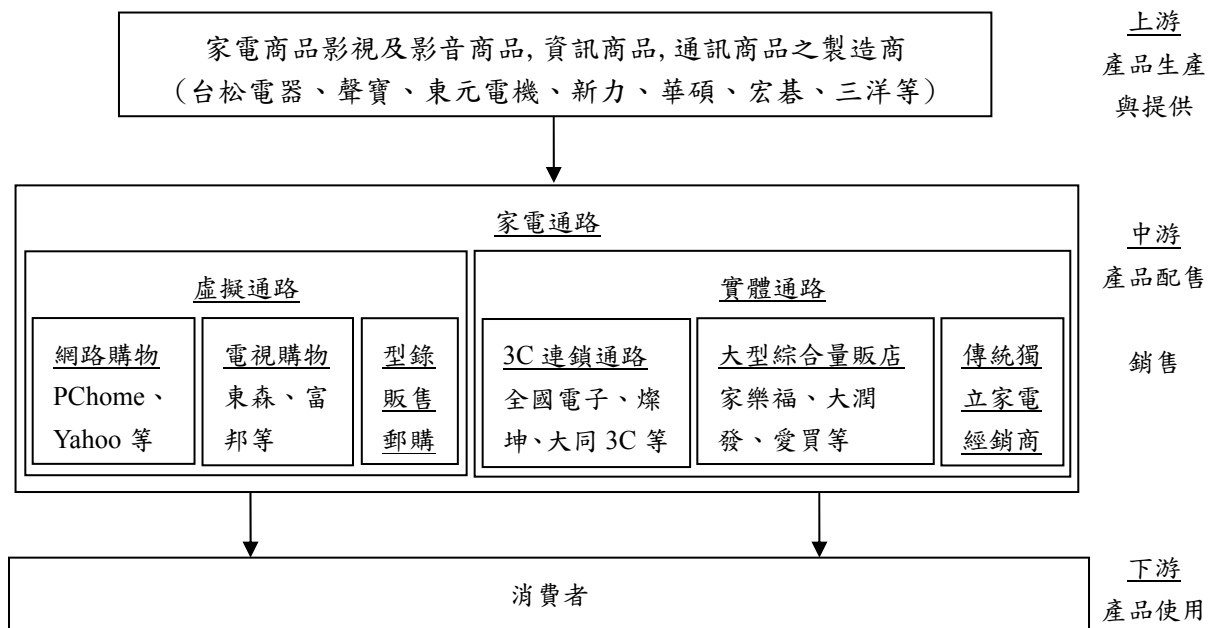 家電商品影視及影音商品, 資訊商品, 通訊商品之製造商
（台松電器、聲寶、東元電機、新力、華碩、宏碁、三洋等）
上游
產品生產
與提供
家電通路
虛擬通路
網路購物
PChome、
Yahoo 等
電視購物
東森、富
邦等
型錄
販售
郵購
實體通路
3C 連鎖通路
全國電子、燦
坤、大同 3C 等
大型綜合量販店
家樂福、大潤
發、愛買等
傳統獨
立家電
經銷商
中游
產品配售
銷售
消費者
下游
產品使用